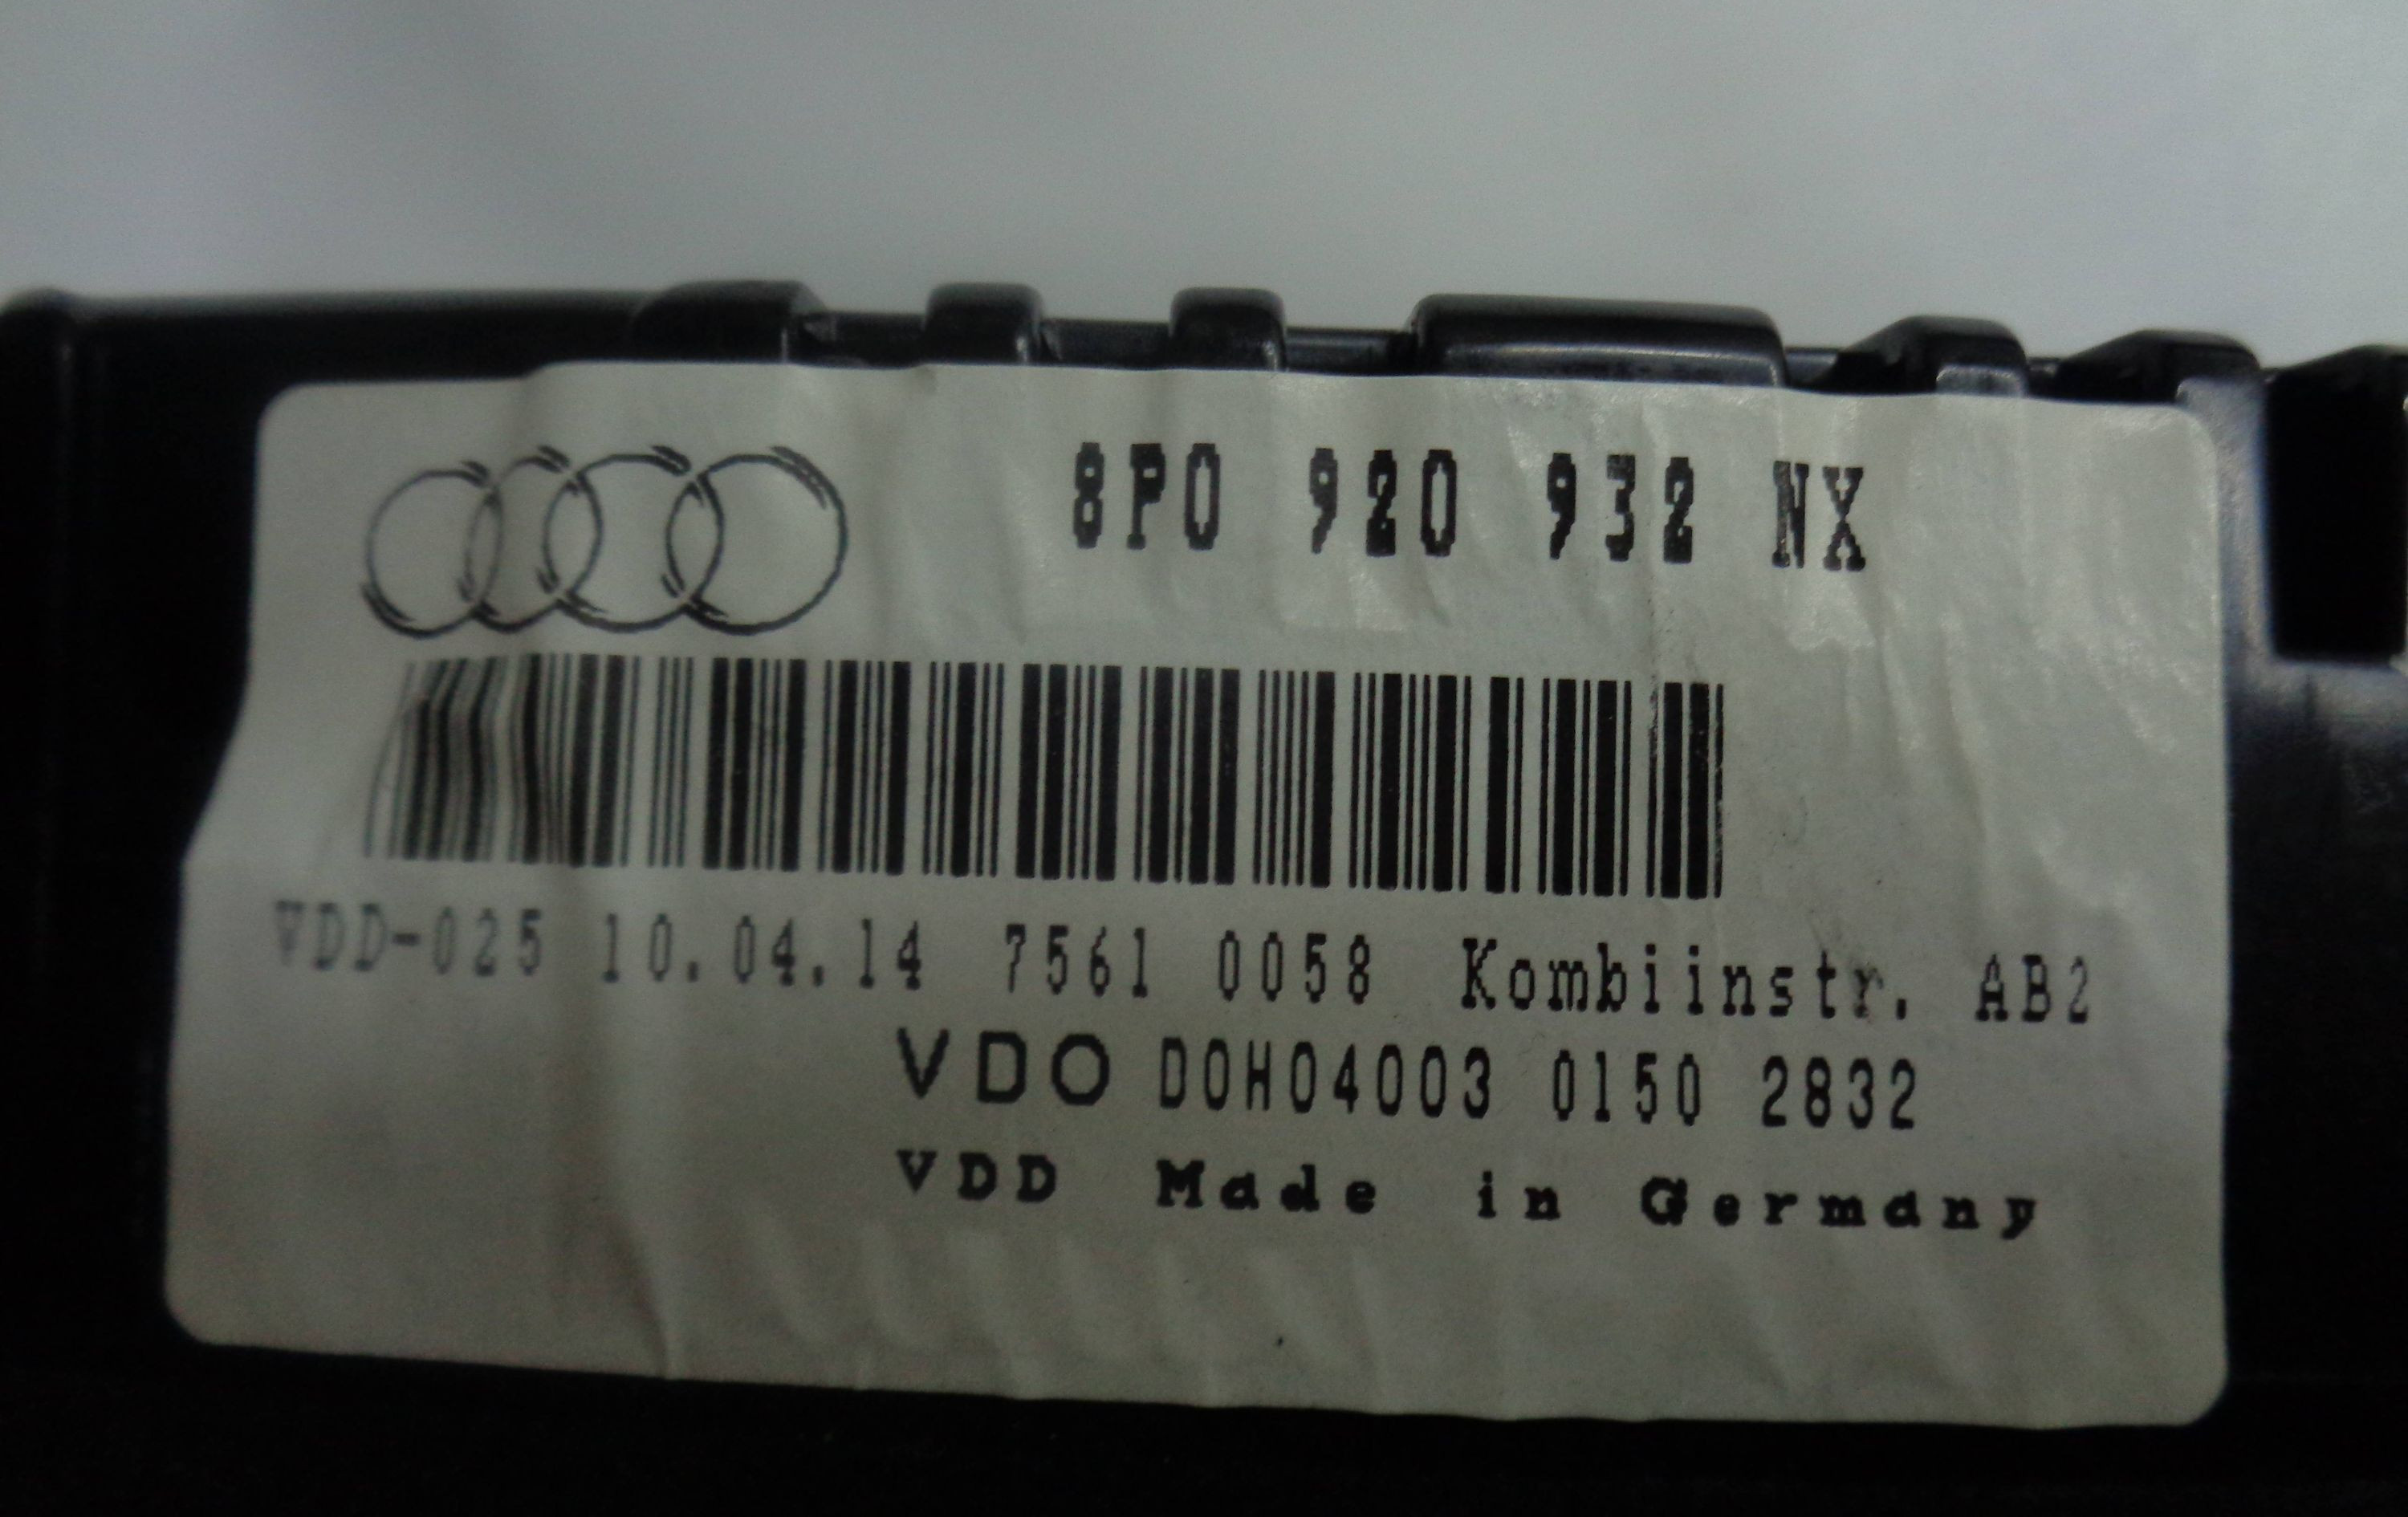 8P0 920 932 NX
VDD-025 10.04.14 7561 0058 Kombiinstr. AB2
VDO D0H04003 0150 2832
VDD Made in Germany